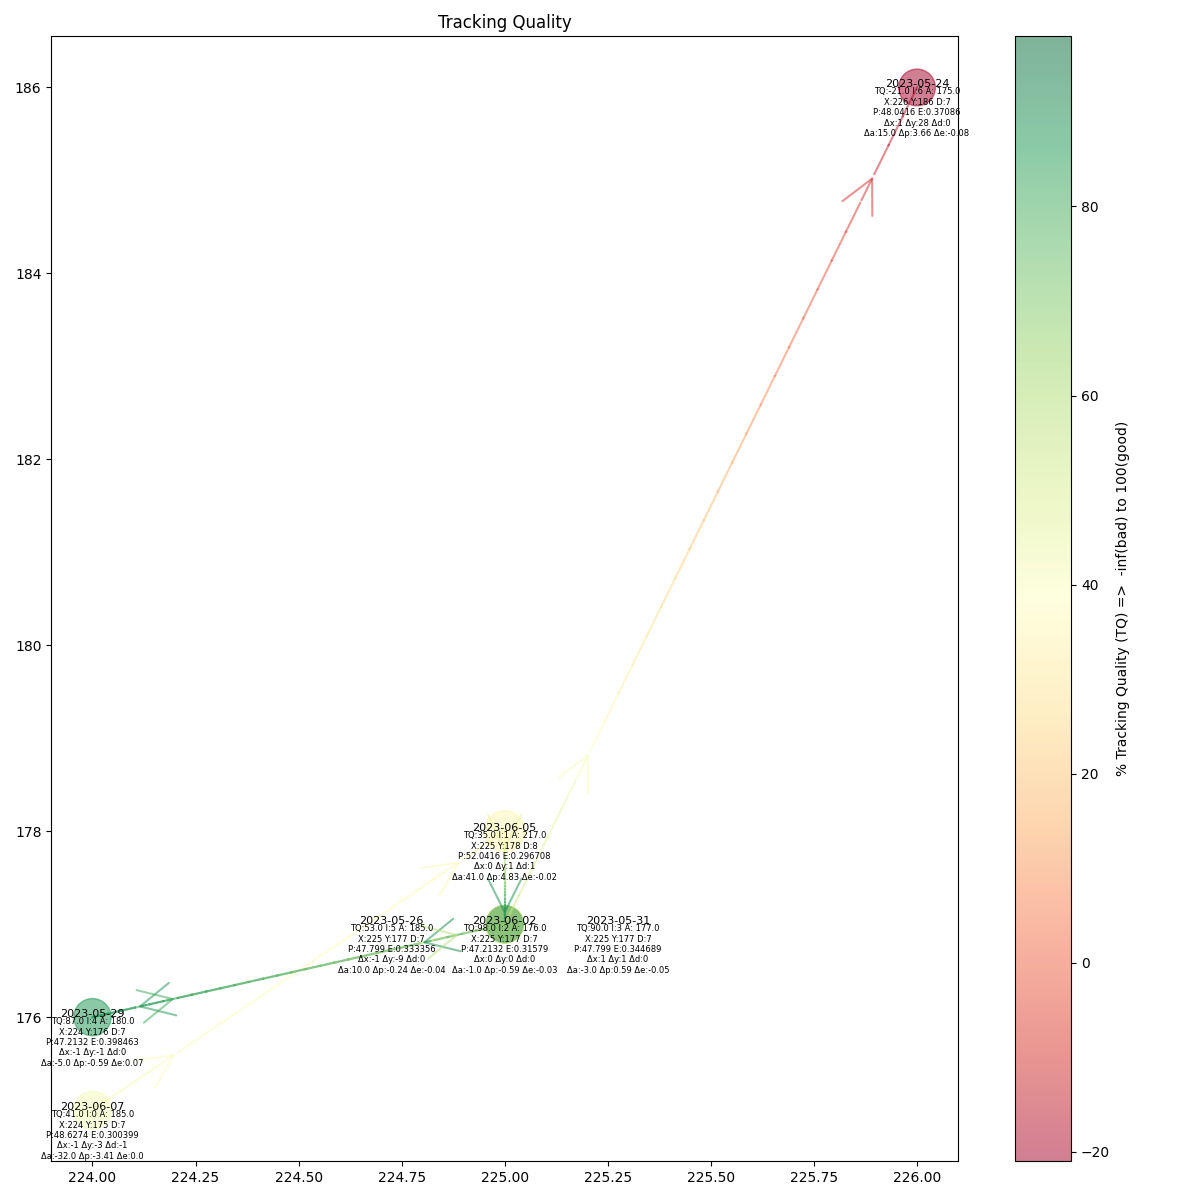 Tracking Quality
186
184
182
180
178
176
224.00
224.25
224.50
224.75
225.00
225.25
225.50
225.75
226.00
2023-05-24
TQ:-21.0 I:6 A: 175.0
X:226 Y:186 D:7
P:48.0416 E:0.37086
Δx:1 Δy:28 Δd:0
Δa:15.0 Δp:3.66 Δe:-0.08
2023-06-05
TQ:35.0 I:1 A: 217.0
X:225 Y:178 D:8
P:52.0416 E:0.296708
Δx:0 Δy:1 Δd:1
Δa:41.0 Δp:4.83 Δe:-0.02
2023-05-26
TQ:53.0 I:5 A: 185.0
X:225 Y:177 D:7
P:47.799 E:0.333356
Δx:-1 Δy:-9 Δd:0
Δa:10.0 Δp:-0.24 Δe:-0.04
2023-06-02
TQ:98.0 I:2 A: 176.0
X:225 Y:177 D:7
P:47.2132 E:0.31579
Δx:0 Δy:0 Δd:0
Δa:-1.0 Δp:-0.59 Δe:-0.03
2023-05-31
TQ:90.0 I:3 A: 177.0
X:225 Y:177 D:7
P:47.799 E:0.344689
Δx:1 Δy:1 Δd:0
Δa:-3.0 Δp:0.59 Δe:-0.05
2023-05-29
TQ:87.0 I:4 A: 180.0
X:224 Y:176 D:7
P:47.2132 E:0.398463
Δx:-1 Δy:-1 Δd:0
Δa:-5.0 Δp:-0.59 Δe:0.07
2023-06-07
TQ:41.0 I:0 A: 185.0
X:224 Y:175 D:7
P:48.6274 E:0.300399
Δx:-1 Δy:-3 Δd:-1
Δa:-32.0 Δp:-3.41 Δe:0.0
80
60
40
20
0
−20
% Tracking Quality (TQ) =>  -inf(bad) to 100(good)